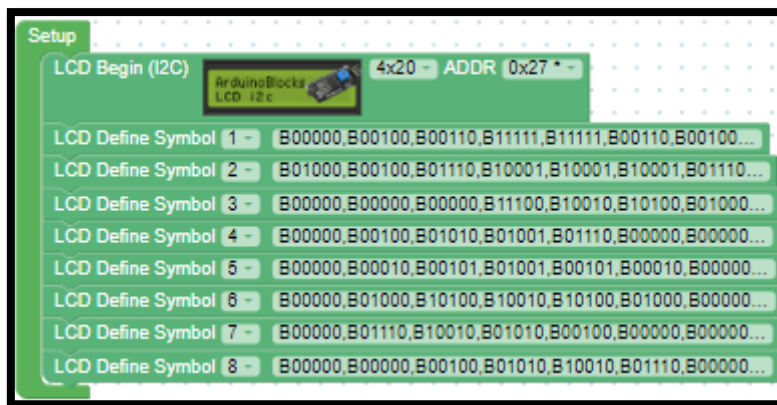 Setup
LCD Begin (I2C) ArduinoBlocks LCD I2c 4x20 ADDR 0x27 *
LCD Define Symbol 1 B00000,B00100,B00110,B11111,B11111,B00110,B00100...
LCD Define Symbol 2 B01000,B00100,B01110,B10001,B10001,B10001,B01110...
LCD Define Symbol 3 B00000,B00000,B00000,B11100,B10010,B10100,B01000...
LCD Define Symbol 4 B00000,B00100,B01010,B01001,B01110,B00000,B00000...
LCD Define Symbol 5 B00000,B00010,B00101,B01001,B00101,B00010,B00000...
LCD Define Symbol 6 B00000,B01000,B10100,B10010,B10100,B01000,B00000...
LCD Define Symbol 7 B00000,B01110,B10010,B01010,B00100,B00000,B00000...
LCD Define Symbol 8 B00000,B00000,B00100,B01010,B10010,B01110,B00000...